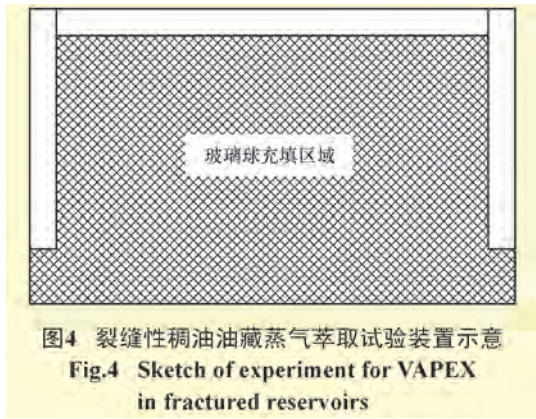 玻璃球充填区域
图4 裂缝性稠油油藏蒸气萃取试验装置示意
Fig.4 Sketch of experiment for VAPEX
in fractured reservoirs